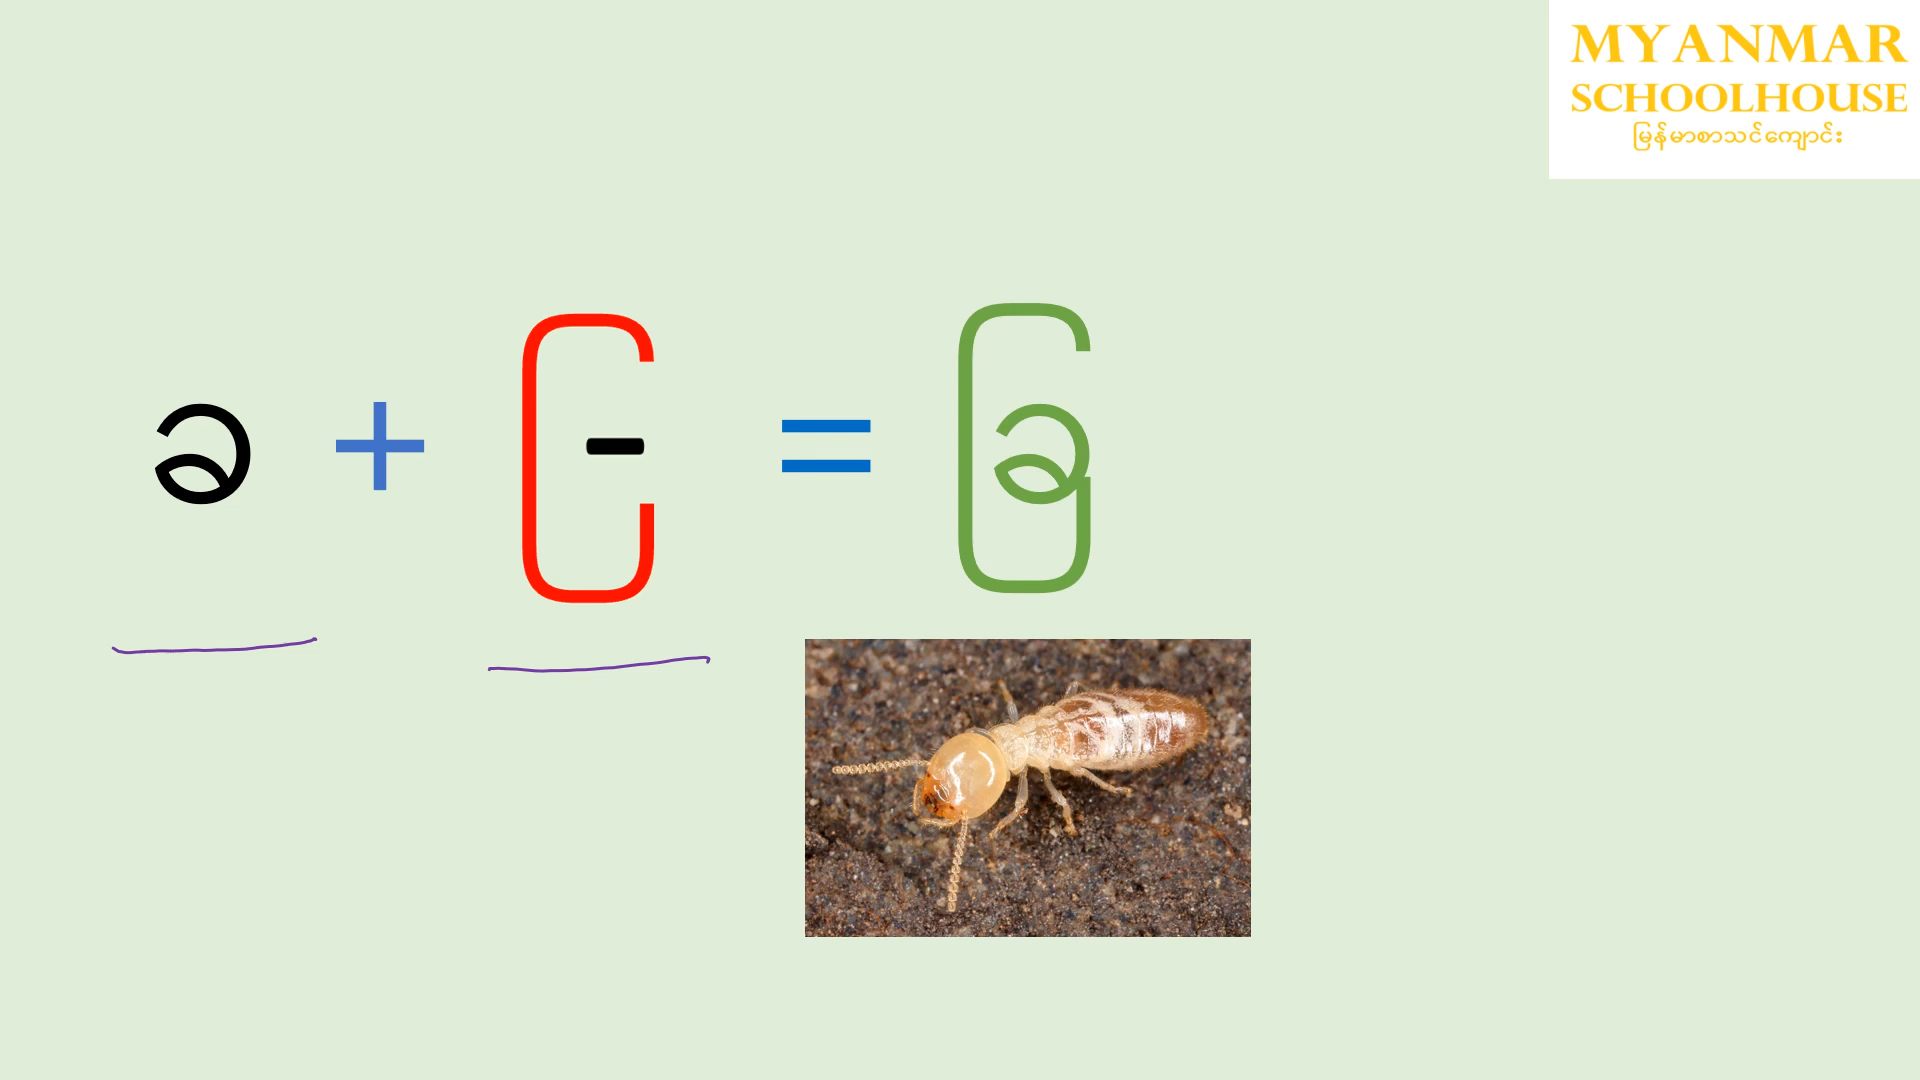 MYANMAR
SCHOOLHOUSE
မြန်မာစာသင်ကျောင်း
ခ + ြ- = ခြ